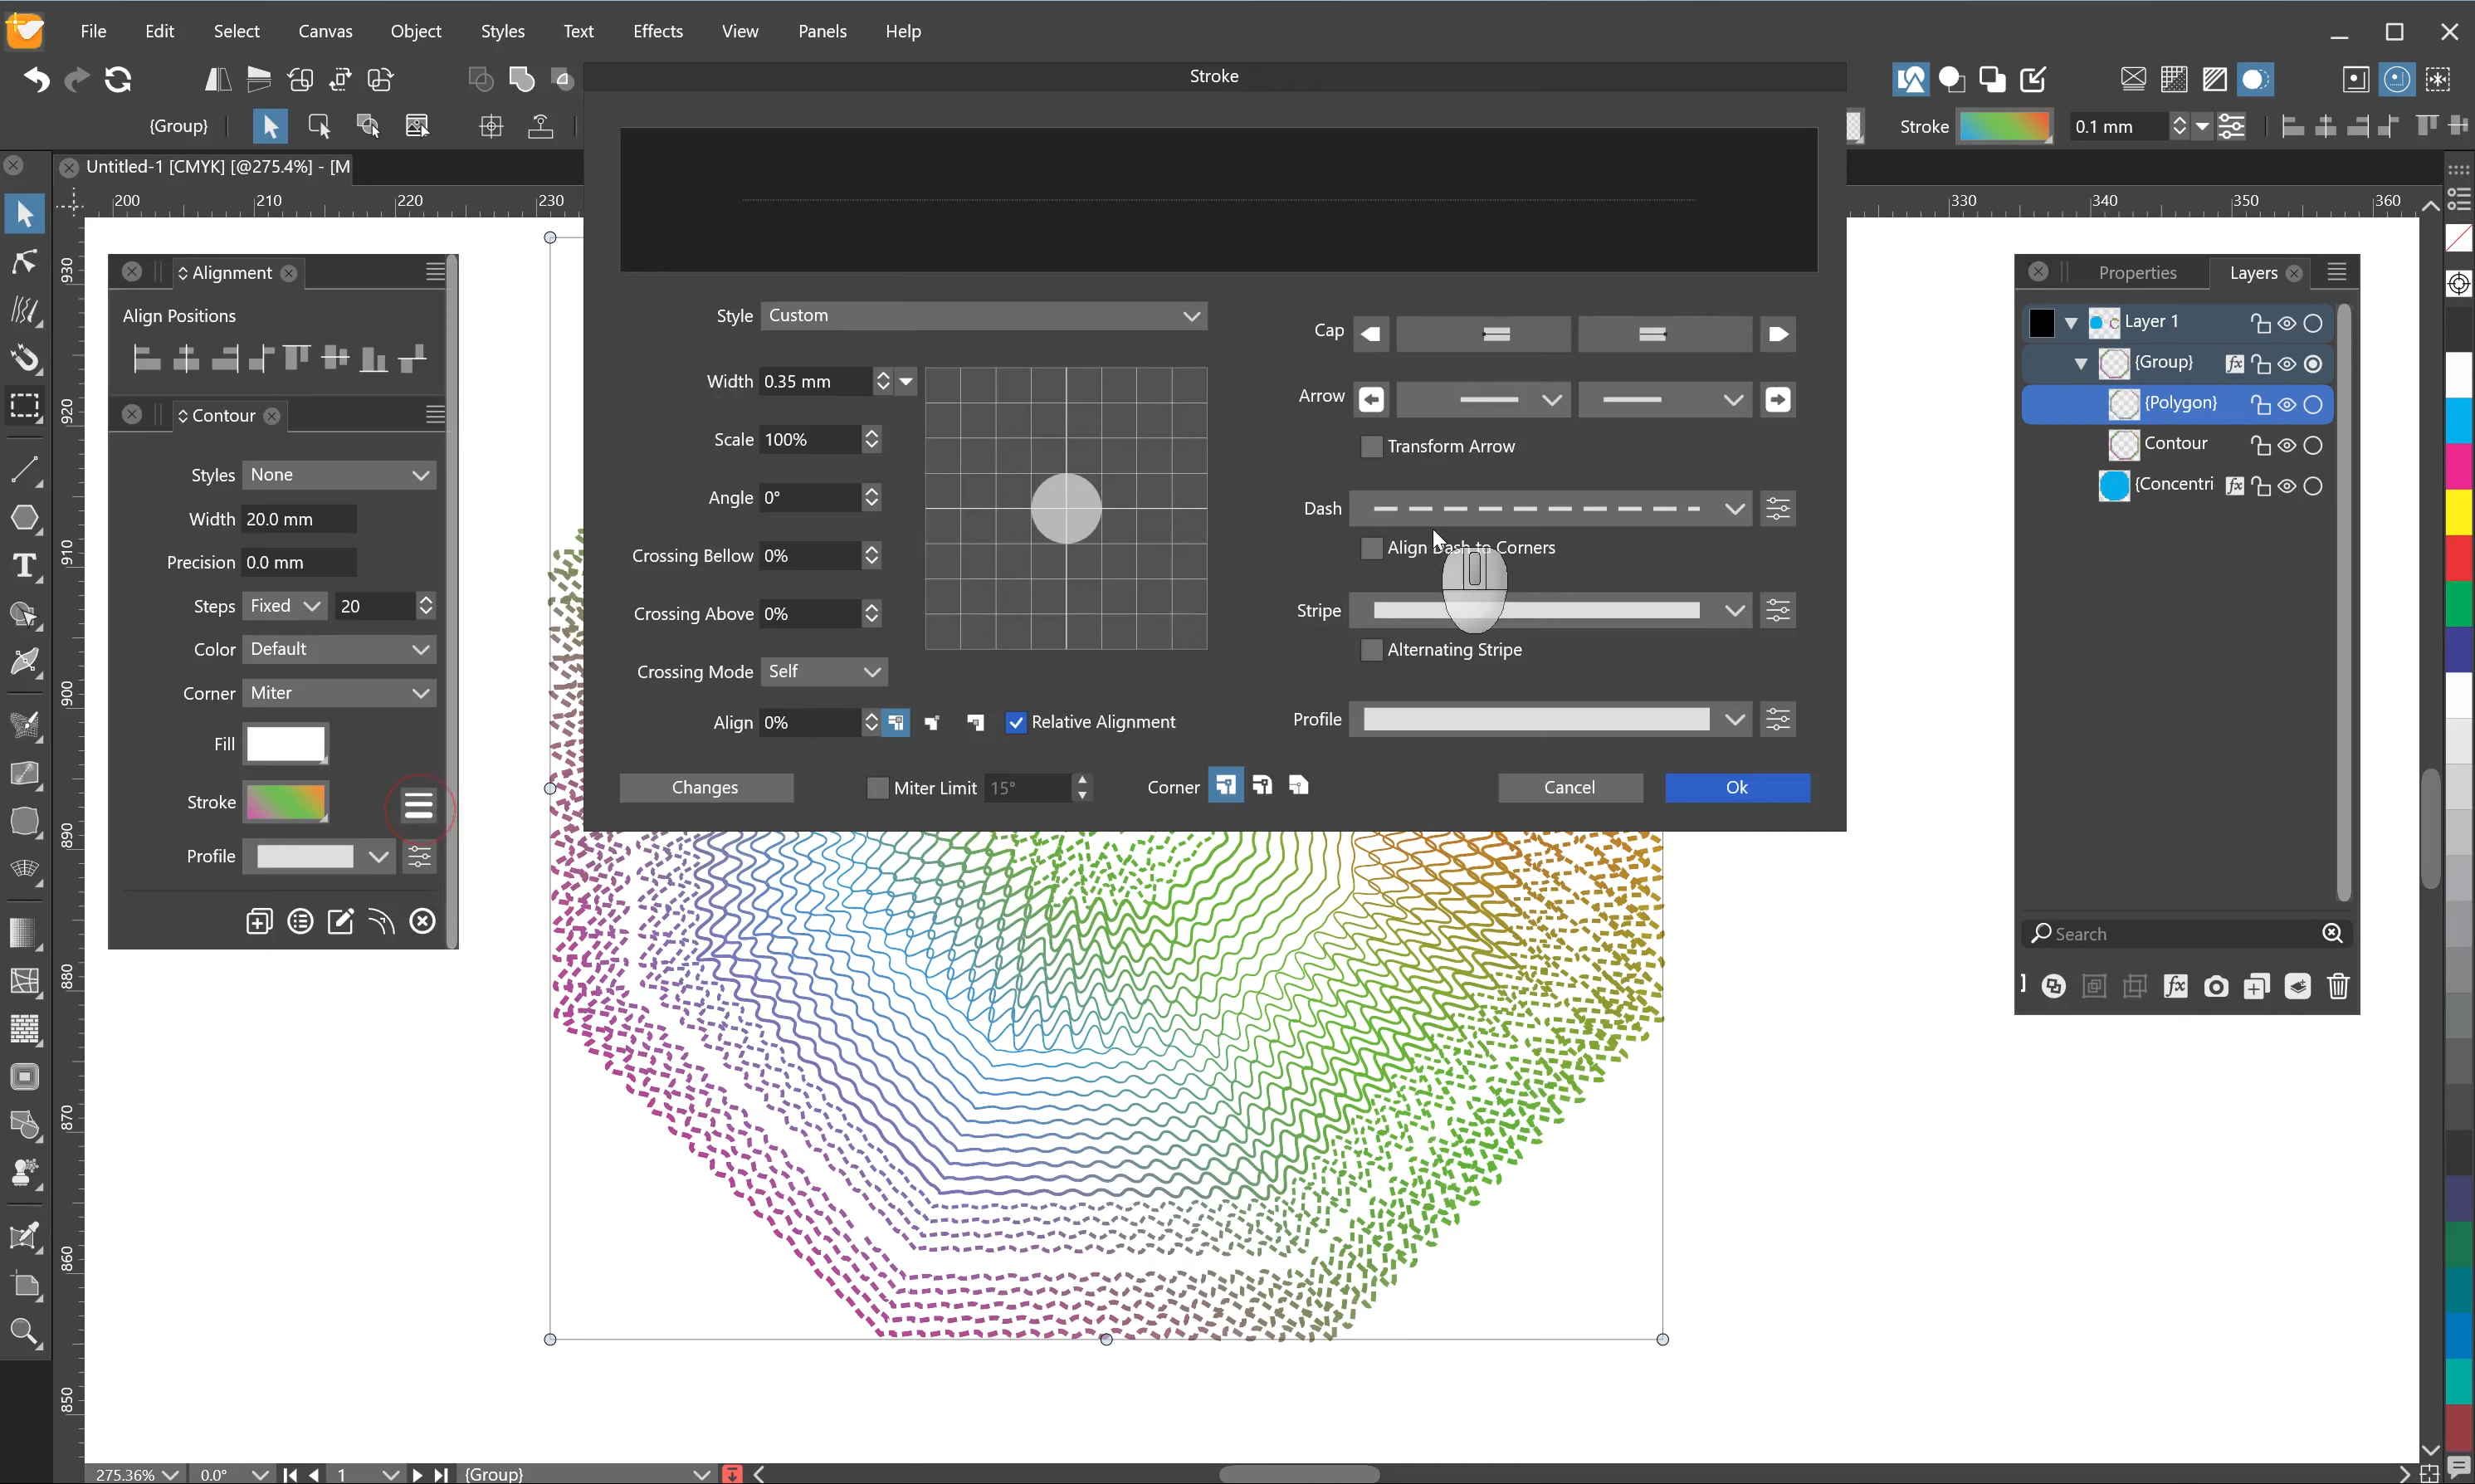 File Edit Select Canvas Object Styles Text Effects View Panels Help
Stroke
{Group}
Stroke 0.1 mm
Untitled-1 [CMYK] [@275.4%] - [M
200 210 220 230 330 340 350 360
930
920
910
900
890
880
870
860
850
Alignment
Align Positions
Contour
Styles None
Width 20.0 mm
Precision 0.0 mm
Steps Fixed 20
Color Default
Corner Miter
Fill
Stroke
Profile
Style Custom
Width 0.35 mm
Scale 100%
Angle 0°
Crossing Bellow 0%
Crossing Above 0%
Crossing Mode Self
Align 0% Relative Alignment
Changes
Miter Limit 15°
Corner
Cap
Arrow
Transform Arrow
Dash
Align Dash to Corners
Stripe
Alternating Stripe
Profile
Cancel Ok
Properties Layers
Layer 1
{Group}
{Polygon}
Contour
{Concentri
Search
275.36% 0.0° 1 {Group}